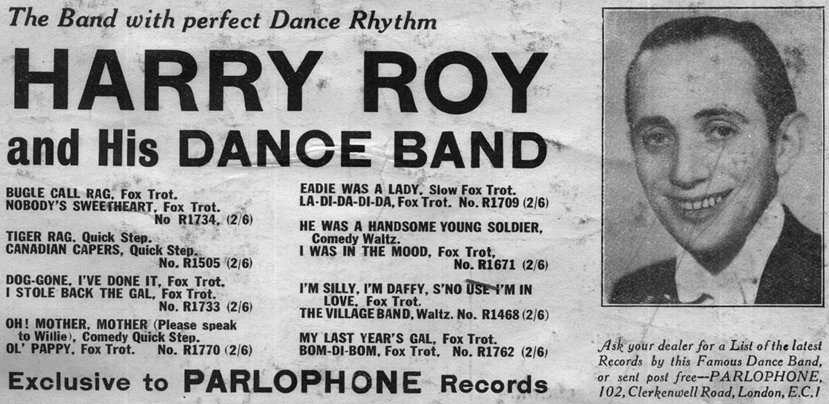 The Band with perfect Dance Rhythm
HARRY ROY
and His DANCE BAND
BUGLE CALL RAG, Fox Trot.
NOBODY'S SWEETHEART, Fox Trot.
No R1734, (2/6)
TIGER RAG, Quick Step.
CANADIAN CAPERS, Quick Step.
No. R1505 (2/6)
DOG-GONE, I'VE DONE IT, Fox Trot.
I STOLE BACK THE GAL, Fox Trot.
No. R1733 (2/6)
OH! MOTHER, MOTHER (Please speak
to Willie), Comedy Quick Step.
OL' PAPPY, Fox Trot. No. R1770 (2/6)
EADIE WAS A LADY, Slow Fox Trot.
LA-DI-DA-DI-DA, Fox Trot. No. R1709 (2/6)
HE WAS A HANDSOME YOUNG SOLDIER,
Comedy Waltz.
I WAS IN THE MOOD, Fox Trot,
No. R1671 (2/6)
I'M SILLY, I'M DAFFY, S'NO USE I'M IN
LOVE, Fox Trot.
THE VILLAGE BAND, Waltz. No. R1468 (2/6)
MY LAST YEAR'S GAL, Fox Trot.
BOM-DI-BOM, Fox Trot, No. R1762 (2/6)
Exclusive to PARLOPHONE Records
Ask your dealer for a List of the latest
Records by this Famous Dance Band,
or sent post free—PARLOPHONE,
102, Clerkenwell Road, London, E.C.1